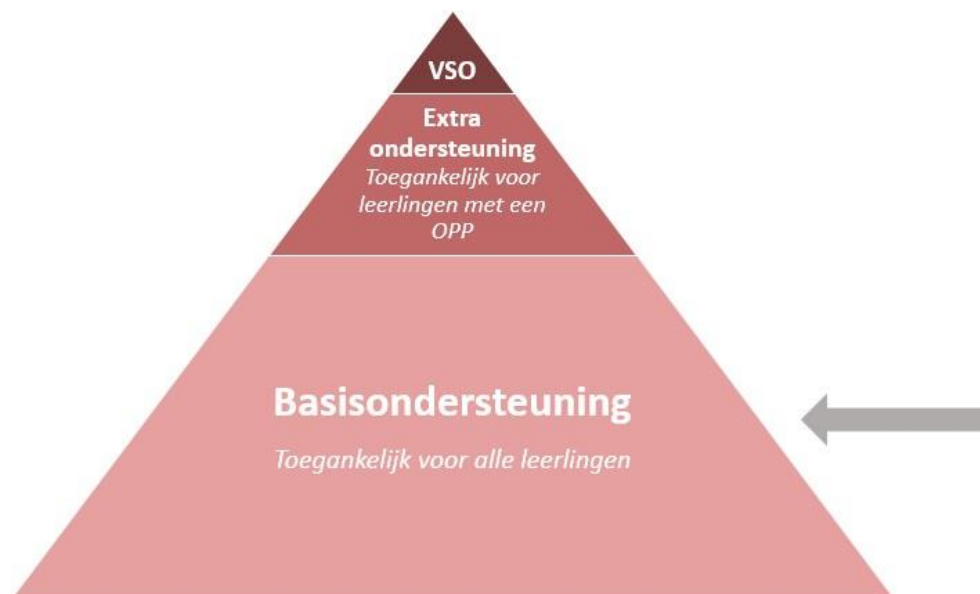 VSO
Extra
ondersteuning
Toegankelijk voor
leerlingen met een
OPP
Basisondersteuning
Toegankelijk voor alle leerlingen